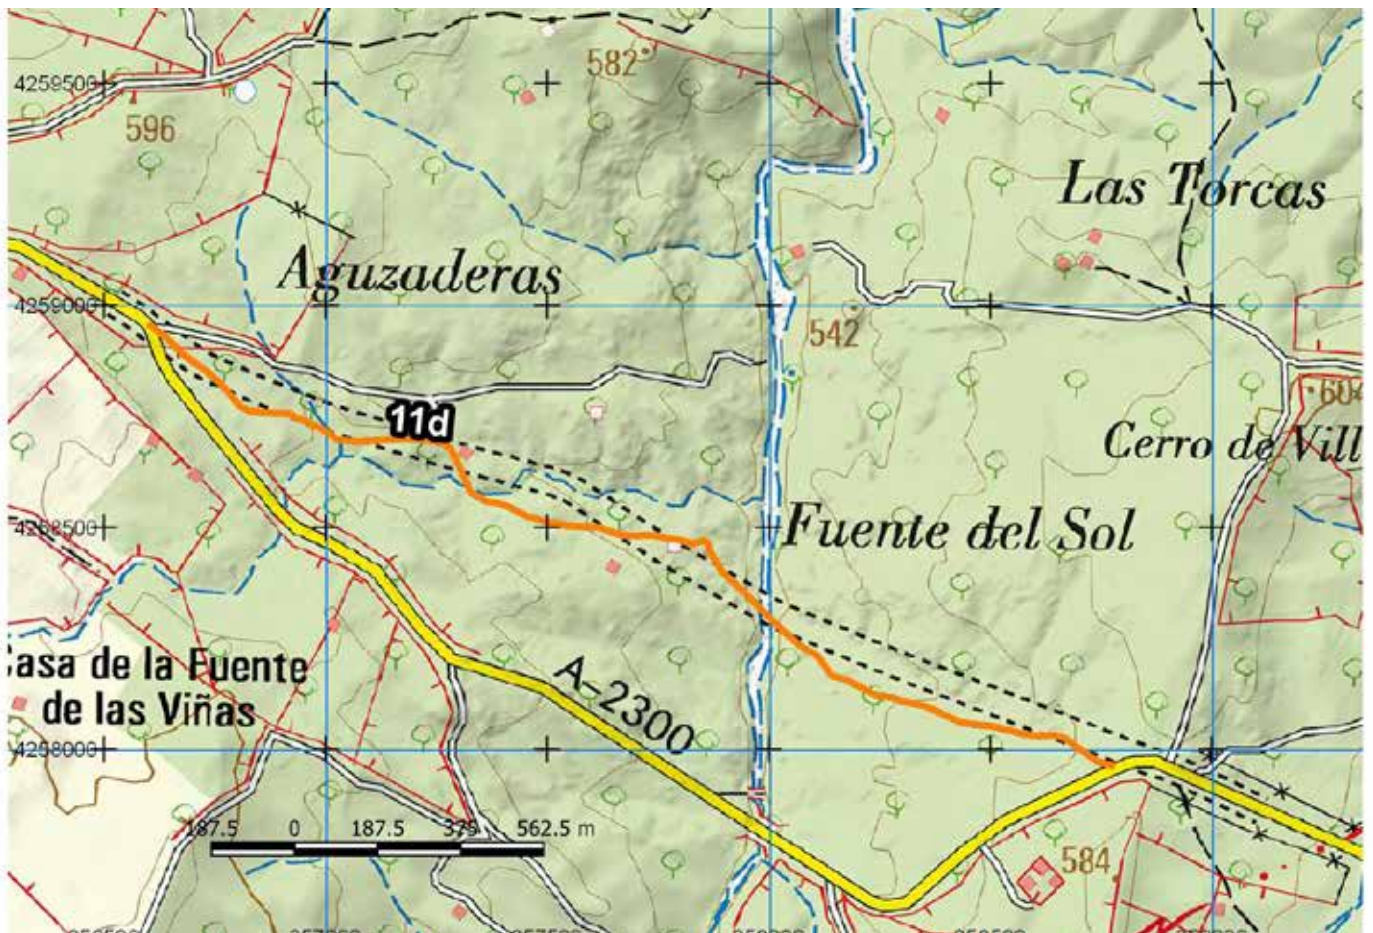 582
4259500
596
Las Torcas
Aguzaderas
4259000
542
604
11d
Cerro de Vill
4258500
Fuente del Sol
Casa de la Fuente
de las Viñas
A-2300
4258000
187.5 0 187.5 375 562.5 m
584